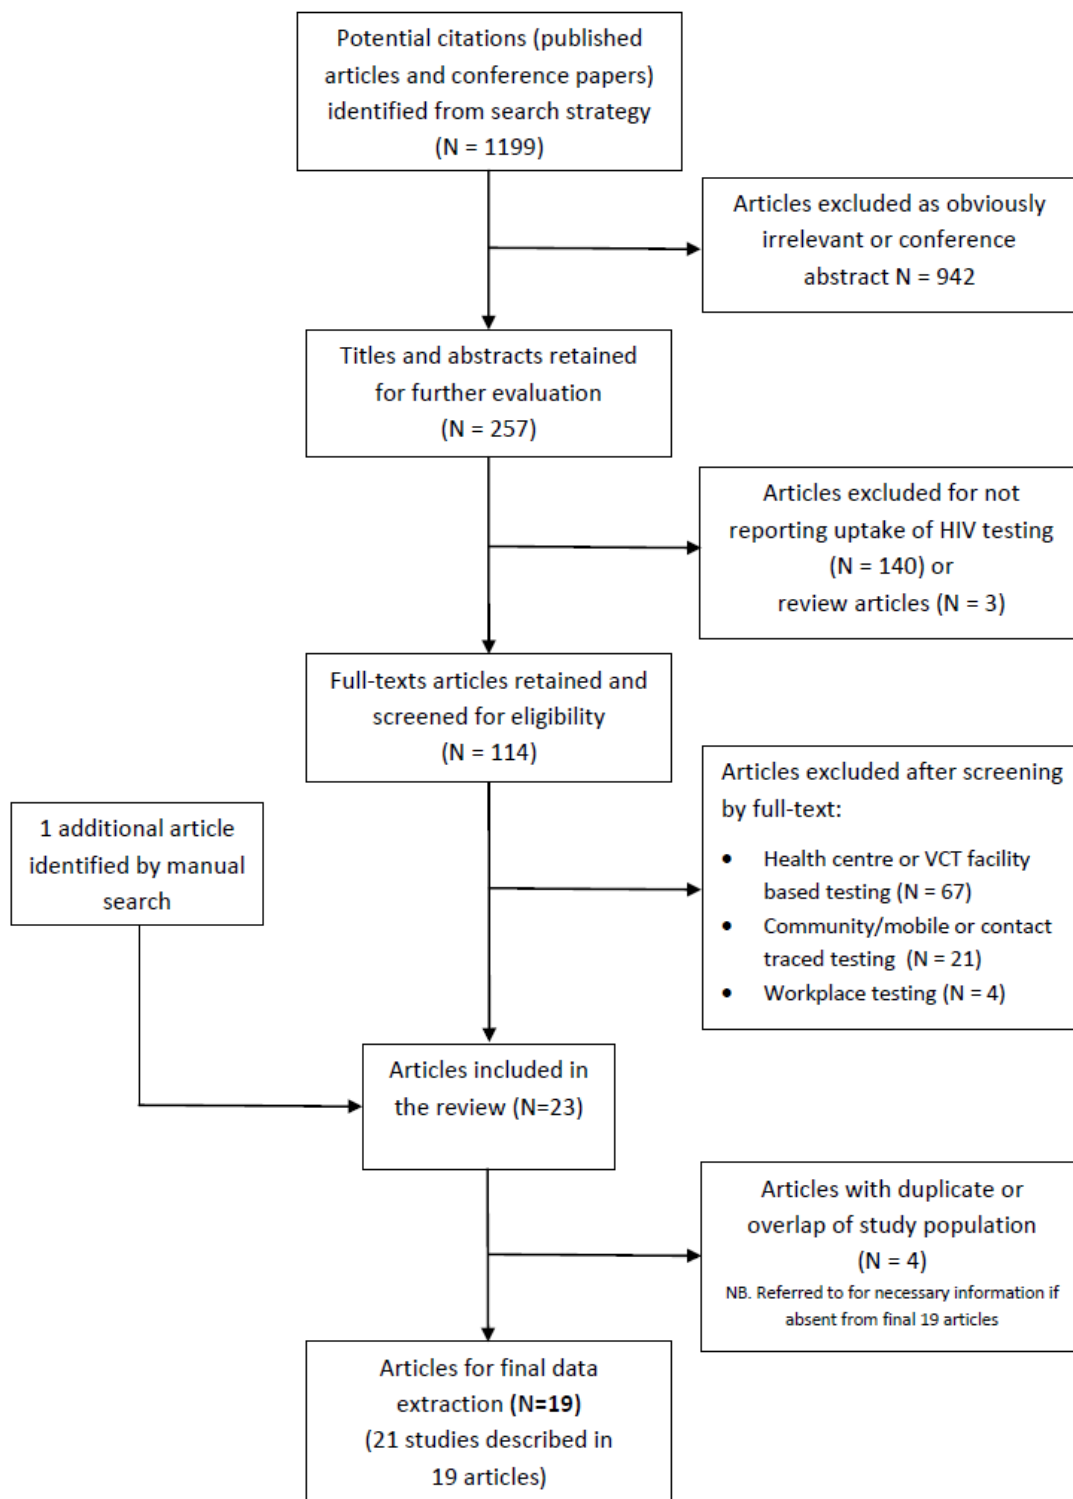 Potential citations (published
articles and conference papers)
identified from search strategy
(N = 1199)
Articles excluded as obviously
irrelevant or conference
abstract N = 942
Titles and abstracts retained
for further evaluation
(N = 257)
Articles excluded for not
reporting uptake of HIV testing
(N = 140) or
review articles (N = 3)
Full-texts articles retained and
screened for eligibility
(N = 114)
Articles excluded after screening
by full-text:
• Health centre or VCT facility
based testing (N = 67)
• Community/mobile or contact
traced testing (N = 21)
• Workplace testing (N = 4)
1 additional article
identified by manual
search
Articles included in
the review (N=23)
Articles with duplicate or
overlap of study population
(N = 4)
NB. Referred to for necessary information if
absent from final 19 articles
Articles for final data
extraction (N=19)
(21 studies described in
19 articles)